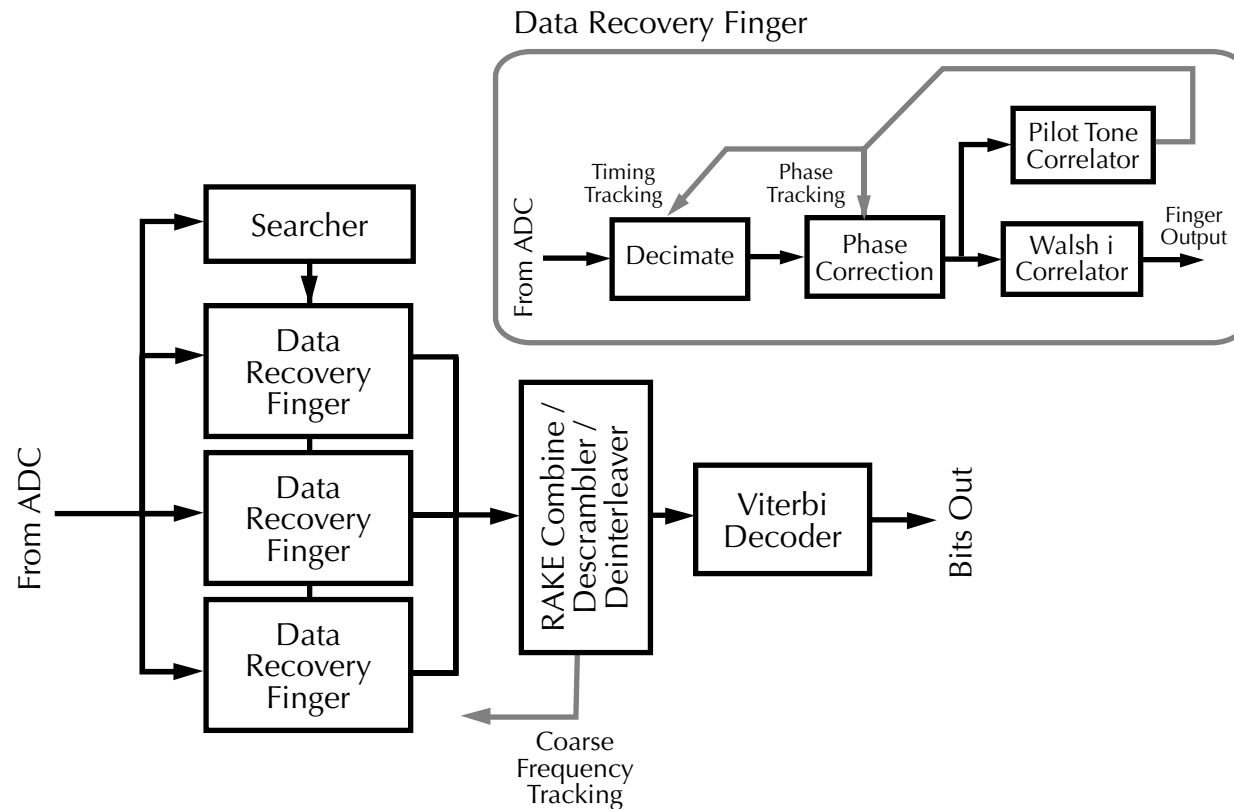 Data Recovery Finger
Pilot Tone
Correlator
Timing
Tracking
Phase
Tracking
From ADC
Decimate
Phase
Correction
Walsh i
Correlator
Finger
Output
Searcher
Data
Recovery
Finger
Data
Recovery
Finger
Data
Recovery
Finger
From ADC
RAKE Combine /
Descrambler /
Deinterleaver
Viterbi
Decoder
Bits Out
Coarse
Frequency
Tracking